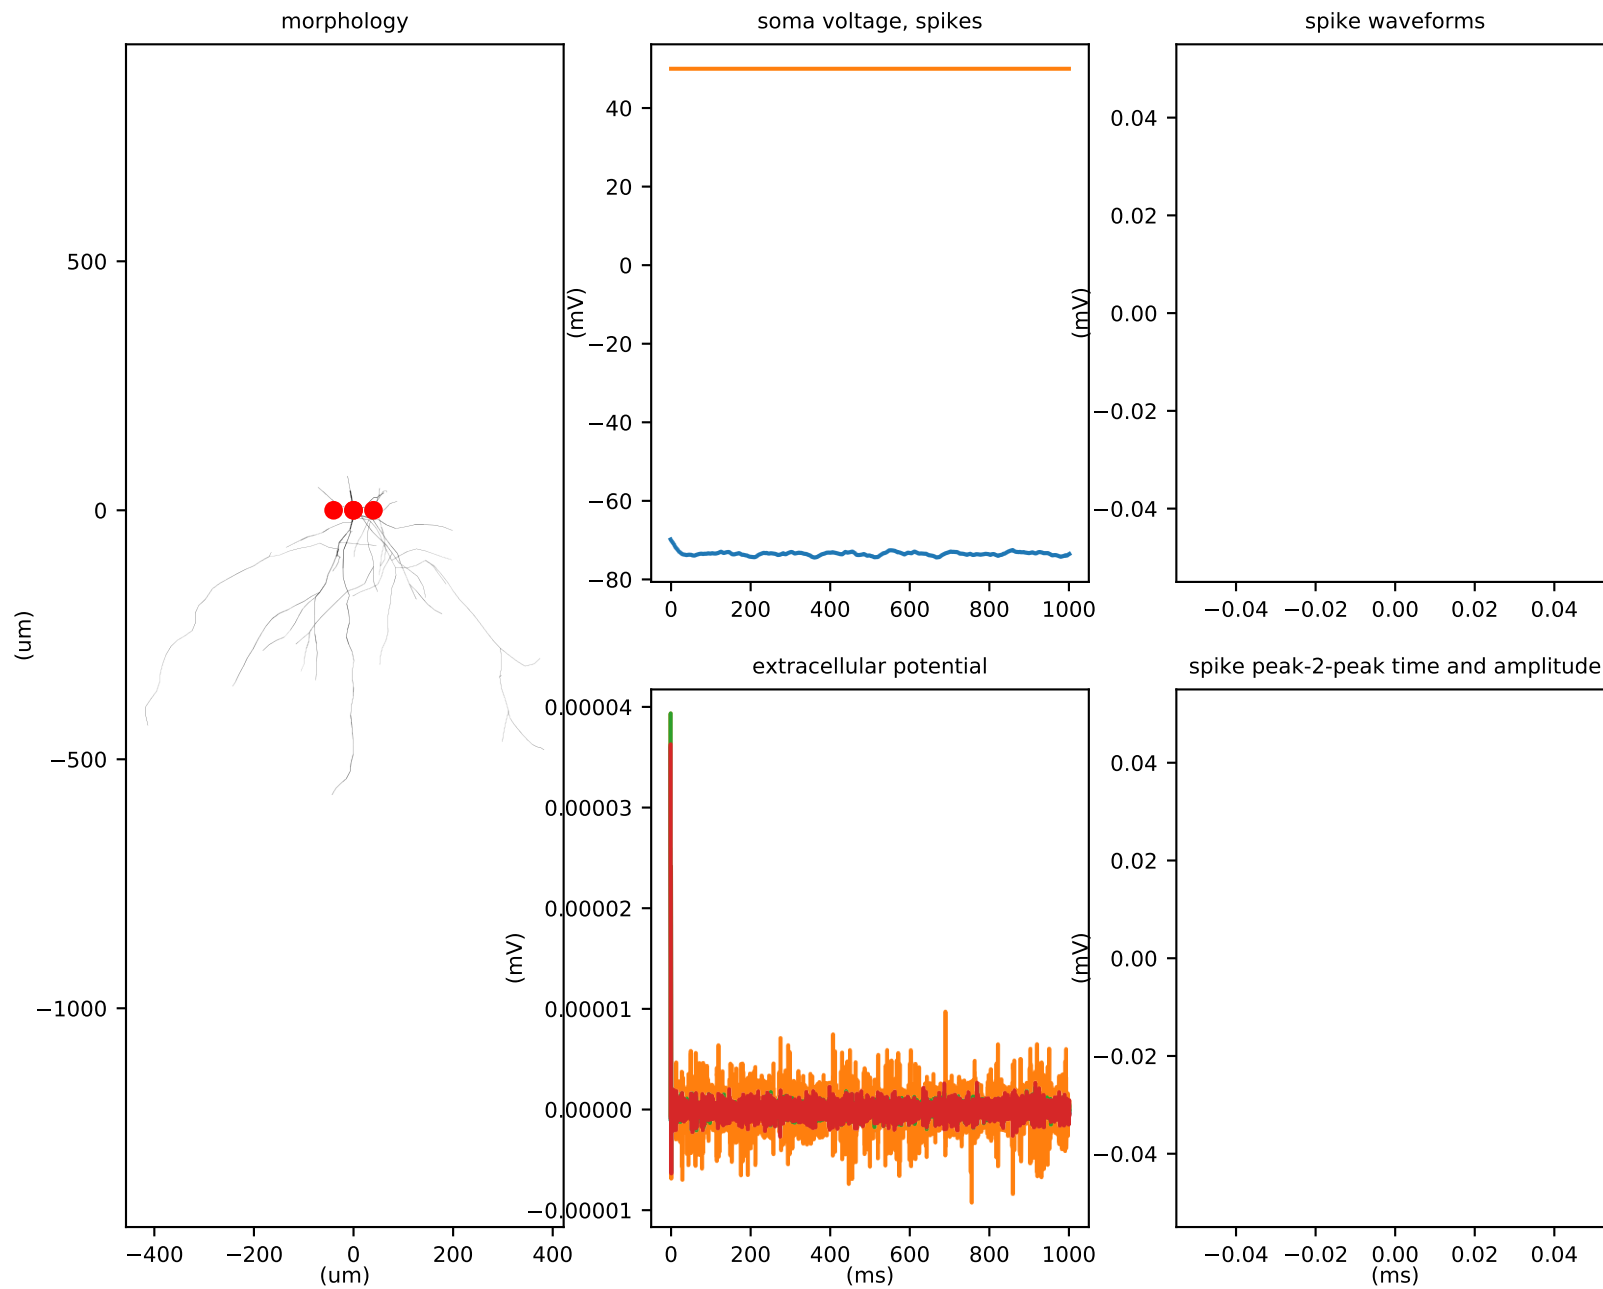 morphology
500
0
−500
−1000
(um)
−400 −200 0 200 400
(um)
soma voltage, spikes
40
20
0
−20
−40
−60
−80
(mV)
0 200 400 600 800 1000
spike waveforms
0.04
0.02
0.00
−0.02
−0.04
(mV)
−0.04 −0.02 0.00 0.02 0.04
extracellular potential
0.00004
0.00003
0.00002
0.00001
0.00000
−0.00001
(mV)
0 200 400 600 800 1000
(ms)
spike peak-2-peak time and amplitude
0.04
0.02
0.00
−0.02
−0.04
(mV)
−0.04 −0.02 0.00 0.02 0.04
(ms)